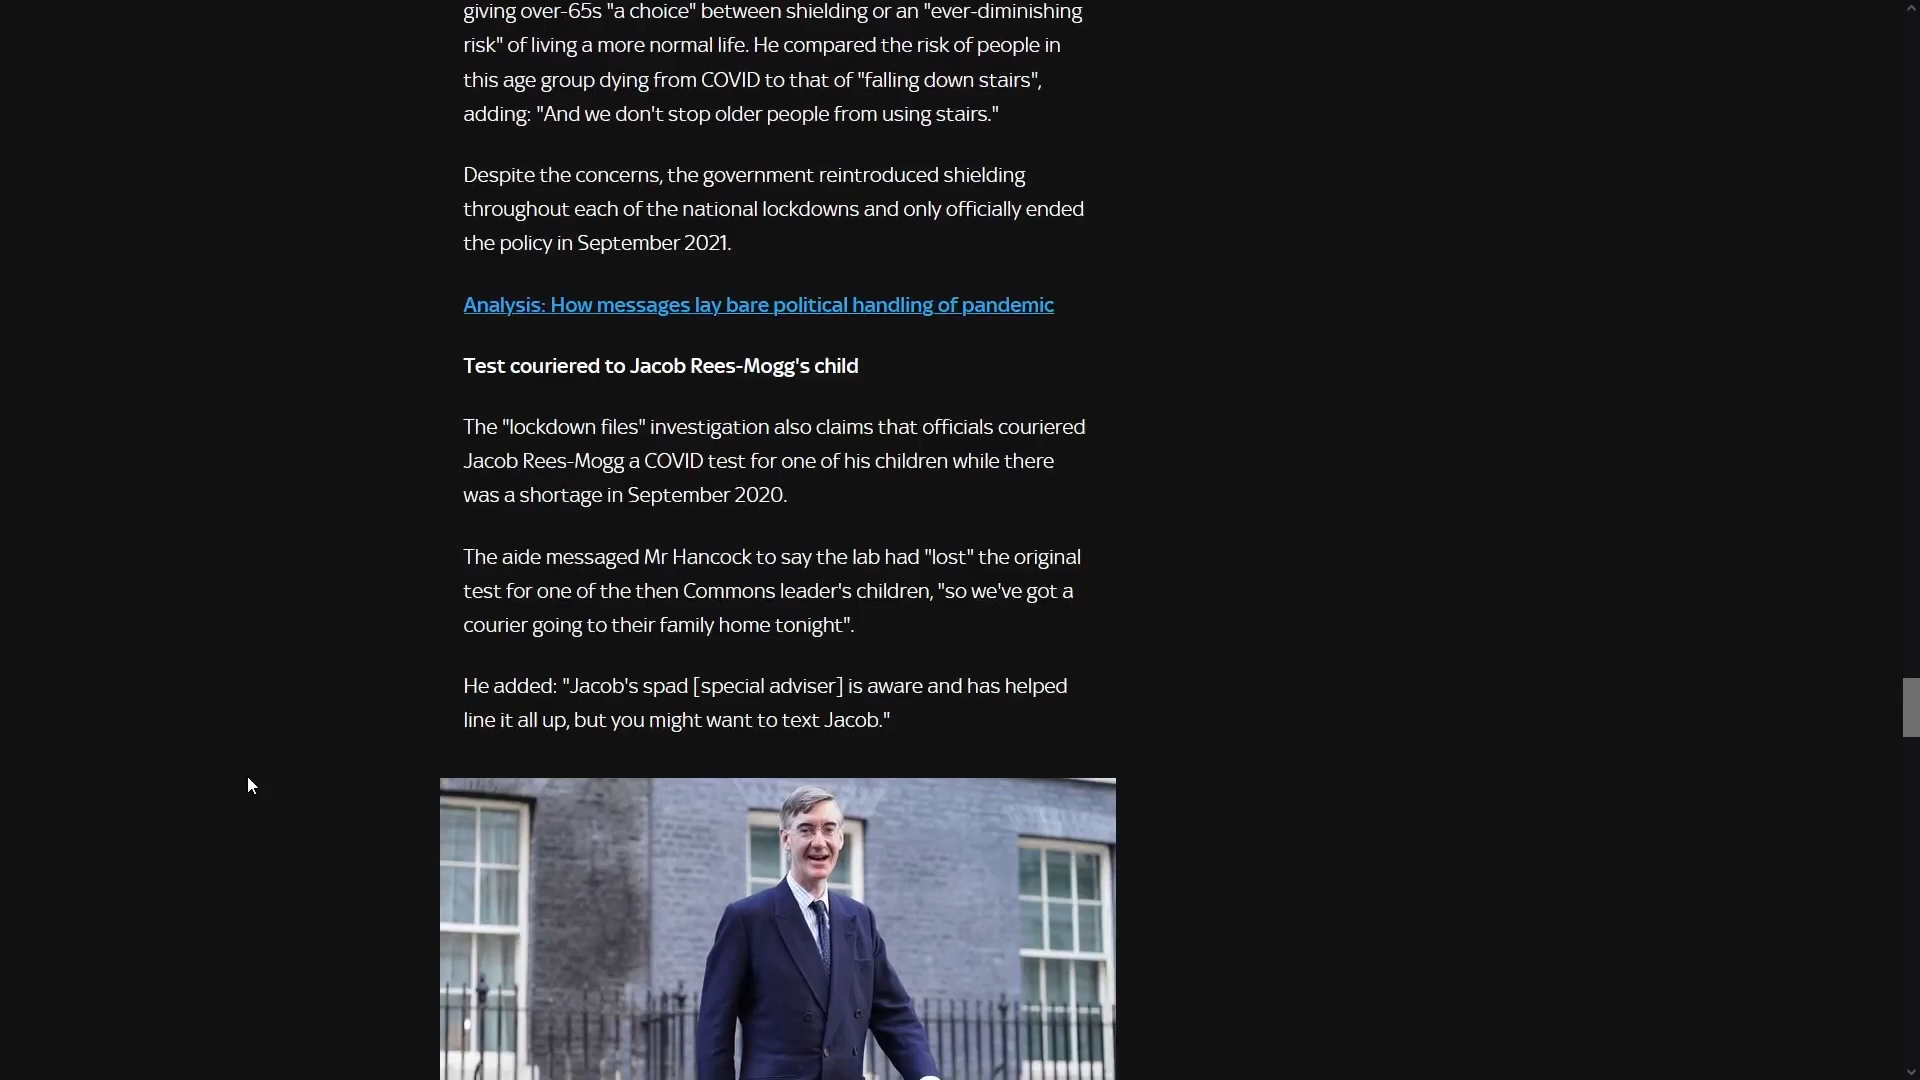 giving over-65s "a choice" between shielding or an "ever-diminishing
risk" of living a more normal life. He compared the risk of people in
this age group dying from COVID to that of "falling down stairs",
adding: "And we don't stop older people from using stairs."
Despite the concerns, the government reintroduced shielding
throughout each of the national lockdowns and only officially ended
the policy in September 2021.
Analysis: How messages lay bare political handling of pandemic
Test couriered to Jacob Rees-Mogg's child
The "lockdown files" investigation also claims that officials couriered
Jacob Rees-Mogg a COVID test for one of his children while there
was a shortage in September 2020.
The aide messaged Mr Hancock to say the lab had "lost" the original
test for one of the then Commons leader's children, "so we've got a
courier going to their family home tonight".
He added: "Jacob's spad [special adviser] is aware and has helped
line it all up, but you might want to text Jacob."